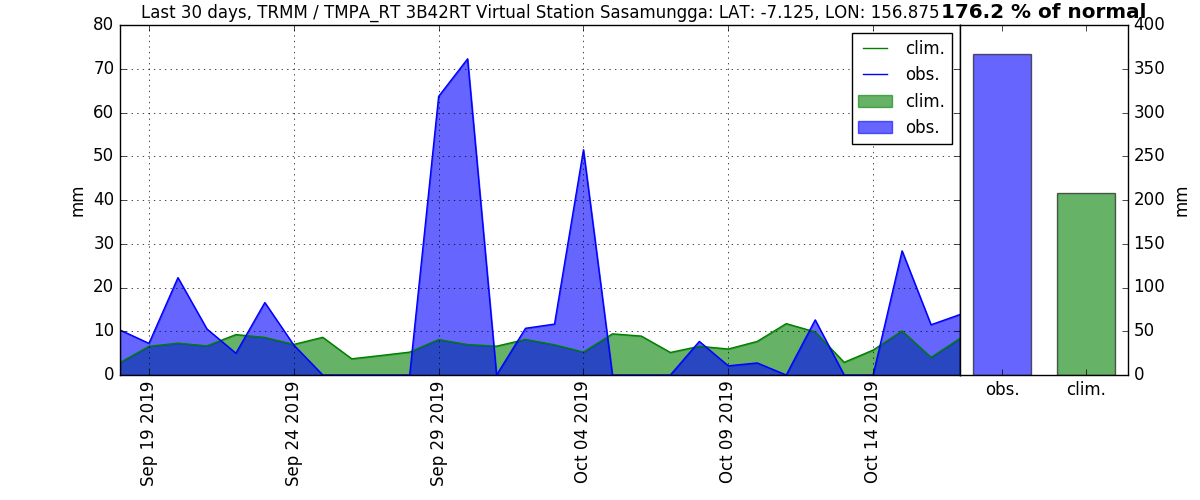 Last 30 days, TRMM / TMPA_RT 3B42RT Virtual Station Sasamungga: LAT: -7.125, LON: 156.875
176.2 % of normal
80
70
60
50
40
30
20
10
0
mm
clim.
obs.
clim.
obs.
Sep 19 2019
Sep 24 2019
Sep 29 2019
Oct 04 2019
Oct 09 2019
Oct 14 2019
400
350
300
250
200
150
100
50
0
mm
obs.
clim.